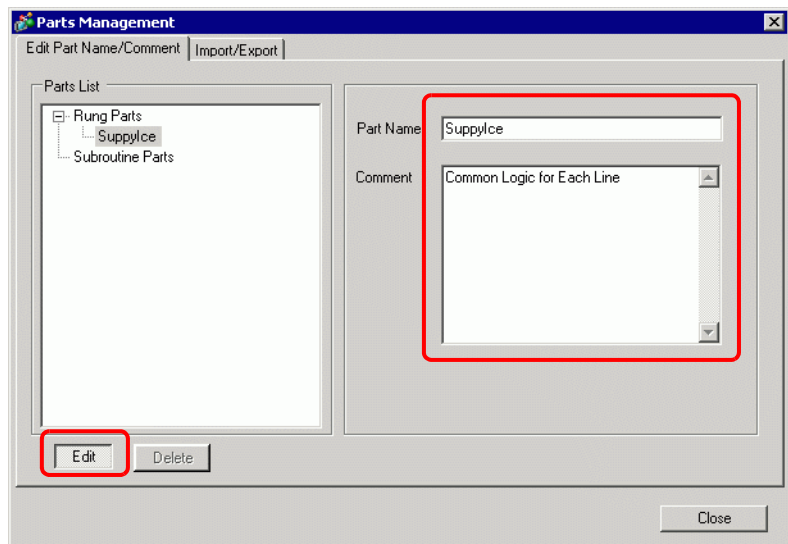 Parts Management
Edit Part Name/Comment
Import/Export
Parts List
Rung Parts
SuppyIce
Subroutine Parts
Part Name
SuppyIce
Comment
Common Logic for Each Line
Edit
Delete
Close